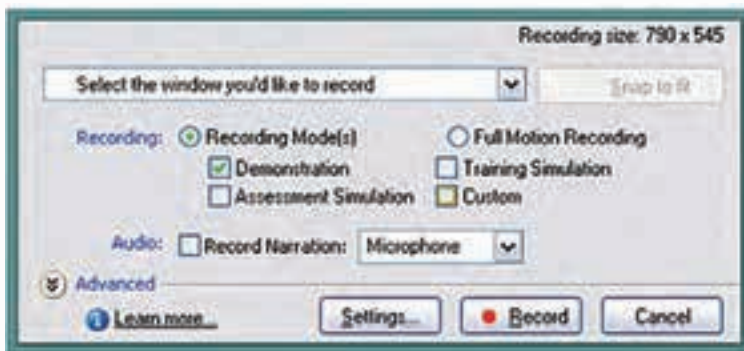 Recording size: 790 x 545
Select the window you'd like to record Snap to fit
Recording: Recording Mode(s) Full Motion Recording
Demonstration Training Simulation
Assessment Simulation Custom
Audio: Record Narration: Microphone
Advanced
Learn more... Settings... Record Cancel